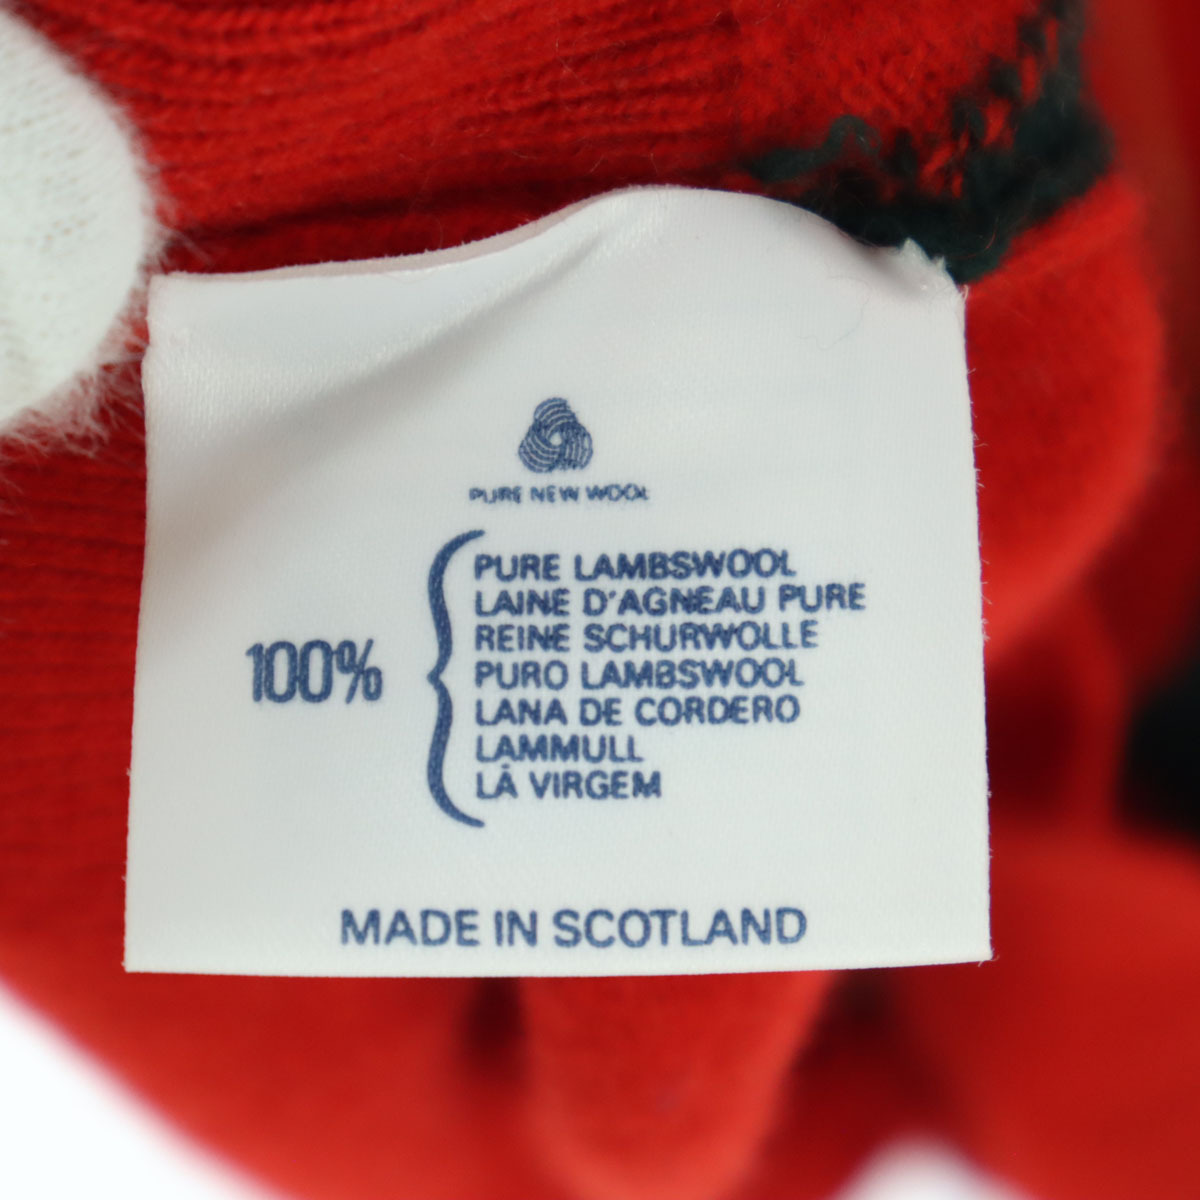 PURE NEW WOOL
100%
PURE LAMBSWOOL
LAINE D'AGNEAU PURE
REINE SCHURWOLLE
PURO LAMBSWOOL
LANA DE CORDERO
LAMMULL
LÃ VIRGEM
MADE IN SCOTLAND